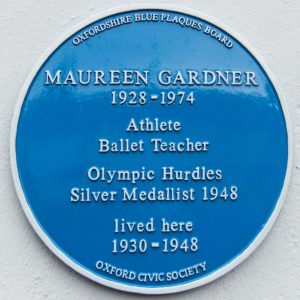 OXFORDSHIRE BLUE PLAQUES BOARD
MAUREEN GARDNER
1928-1974
Athlete
Ballet Teacher
Olympic Hurdles
Silver Medallist 1948
lived here
1930-1948
OXFORD CIVIC SOCIETY